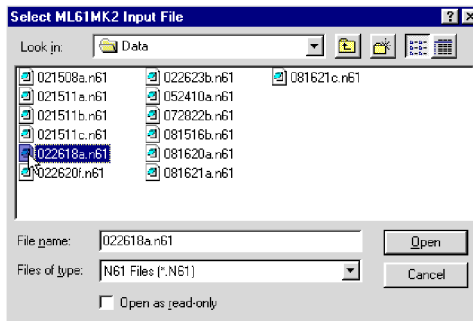 Select ML61MK2 Input File
Look in: Data
021508a.n61 022623b.n61 081621c.n61
021511a.n61 052410a.n61
021511b.n61 072822b.n61
021511c.n61 081516b.n61
022618a.n61 081620a.n61
022620f.n61 081621a.n61
File name: 022618a.n61 Open
Files of type: N61 Files (*.N61) Cancel
Open as read-only